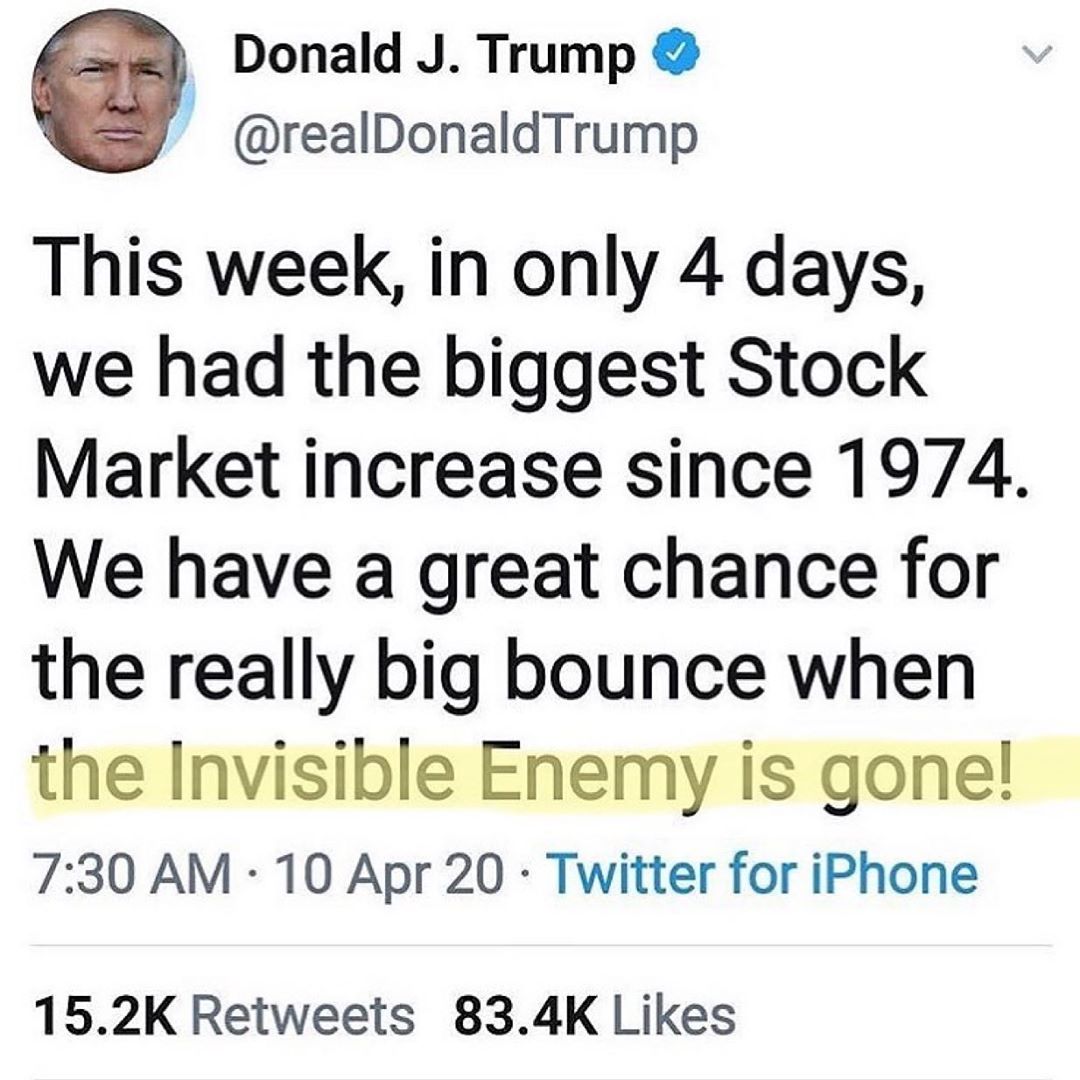 Donald J. Trump
@realDonaldTrump
This week, in only 4 days,
we had the biggest Stock
Market increase since 1974.
We have a great chance for
the really big bounce when
the Invisible Enemy is gone!
7:30 AM · 10 Apr 20 · Twitter for iPhone
15.2K Retweets 83.4K Likes